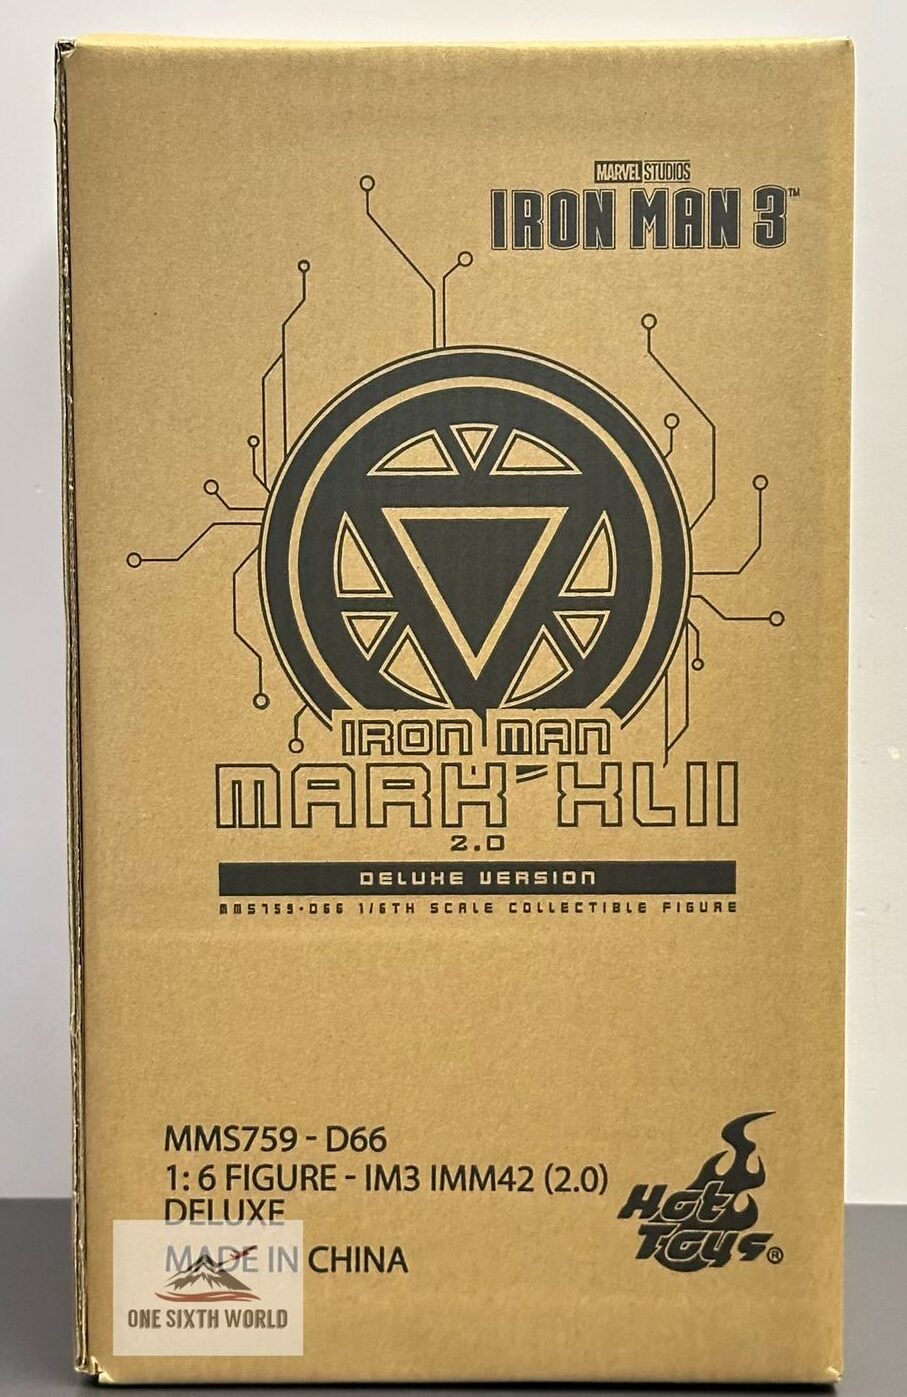 MARVEL STUDIOS
IRON MAN 3™
IRON MAN
MARK XLII
2.0
DELUXE VERSION
MMS759-D66 1/6TH SCALE COLLECTIBLE FIGURE
MMS759 - D66
1: 6 FIGURE - IM3 IMM42 (2.0)
DELUXE
MADE IN CHINA
Hot
Toys®
ONE SIXTH WORLD